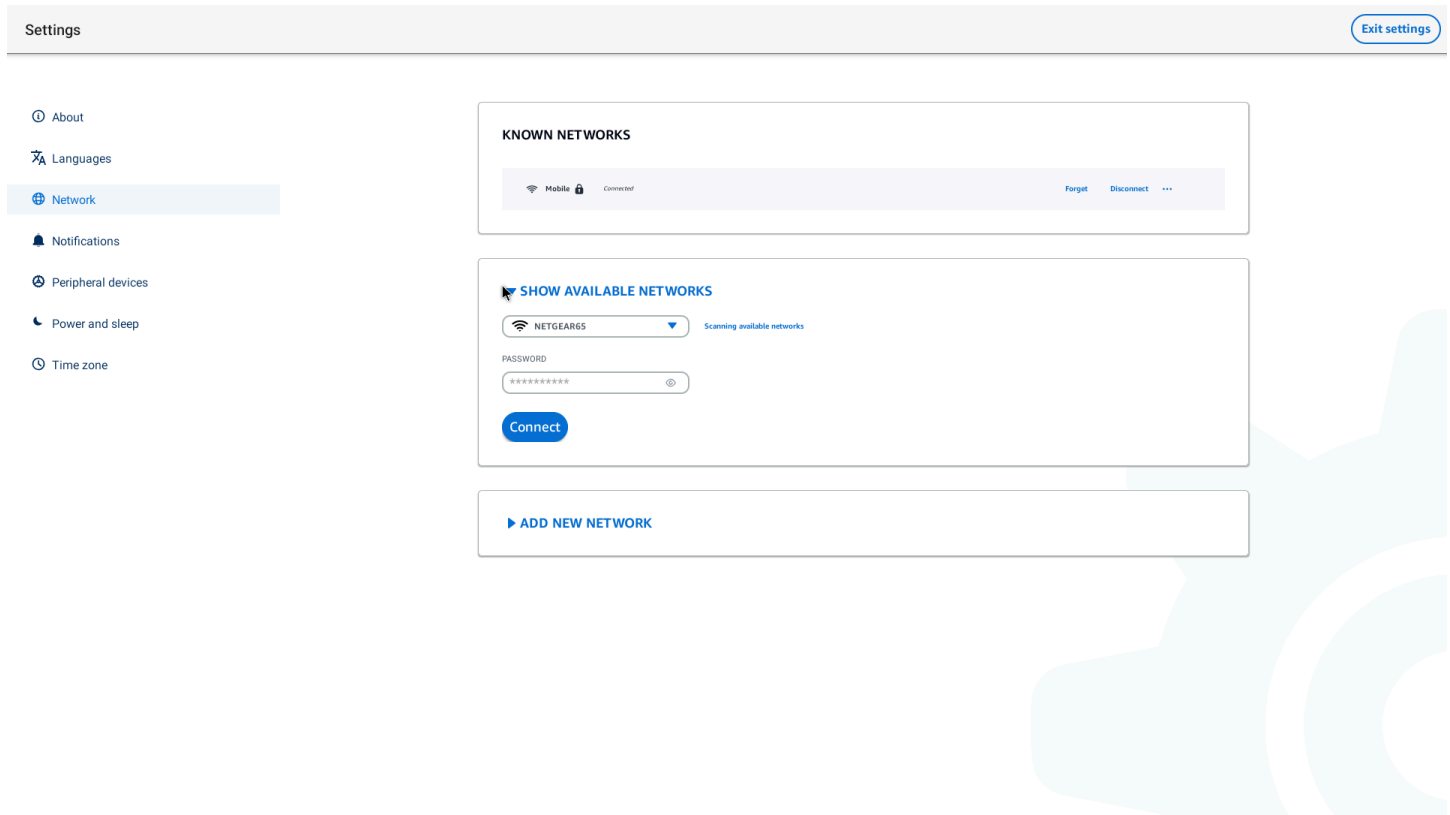 Settings
Exit settings
About
Languages
Network
Notifications
Peripheral devices
Power and sleep
Time zone
KNOWN NETWORKS
Mobile Connected Forget Disconnect ...
SHOW AVAILABLE NETWORKS
NETGEAR65 Scanning available networks
PASSWORD
**********
Connect
ADD NEW NETWORK